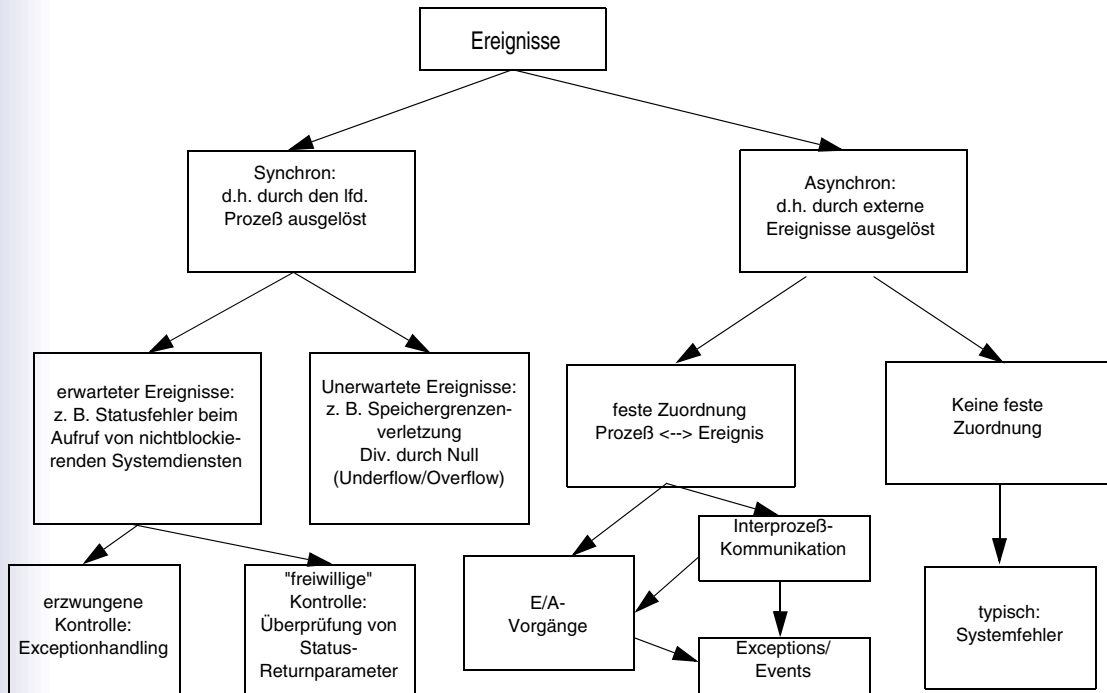 Ereignisse
Synchron:
d.h. durch den lfd.
Prozeß ausgelöst
Asynchron:
d.h. durch externe
Ereignisse ausgelöst
erwarteter Ereignisse:
z. B. Statusfehler beim
Aufruf von nichtblockie-
renden Systemdiensten
Unerwartete Ereignisse:
z. B. Speichergrenzen-
verletzung
Div. durch Null
(Underflow/Overflow)
feste Zuordnung
Prozeß <--> Ereignis
Keine feste
Zuordnung
erzwungene
Kontrolle:
Exceptionhandling
"freiwillige"
Kontrolle:
Überprüfung von
Status-
Returnparameter
E/A-
Vorgänge
Interprozeß-
Kommunikation
Exceptions/
Events
typisch:
Systemfehler